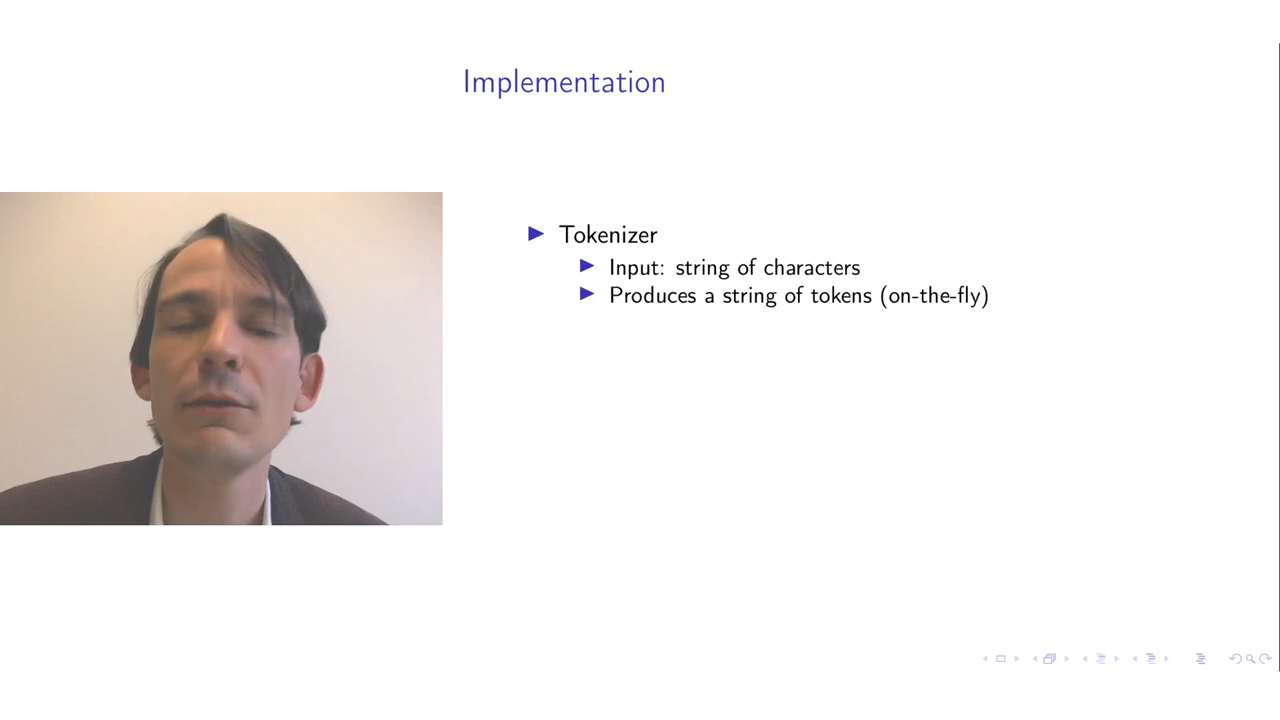 Implementation
Tokenizer
Input: string of characters
Produces a string of tokens (on-the-fly)